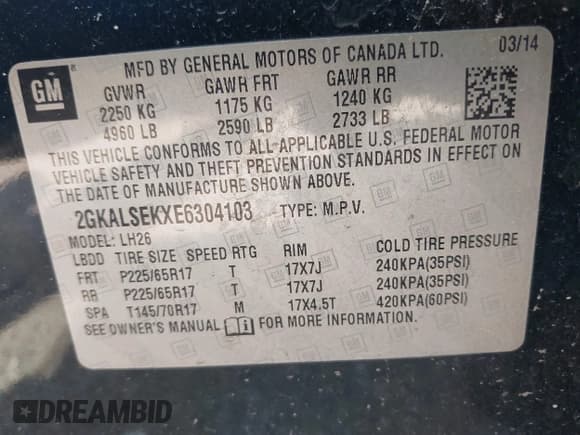 GM ®
MFD BY GENERAL MOTORS OF CANADA LTD. 03/14
GVWR GAWR FRT GAWR RR
2250 KG 1175 KG 1240 KG
4960 LB 2590 LB 2733 LB
THIS VEHICLE CONFORMS TO ALL APPLICABLE U.S. FEDERAL MOTOR
VEHICLE SAFETY AND THEFT PREVENTION STANDARDS IN EFFECT ON
THE DATE OF MANUFACTURE SHOWN ABOVE.
2GKALSEKXE6304103 TYPE: M.P.V.
MODEL: LH26
LBDD TIRE SIZE SPEED RTG RIM COLD TIRE PRESSURE
FRT P225/65R17 T 17X7J 240KPA(35PSI)
RR P225/65R17 T 17X7J 240KPA(35PSI)
SPA T145/70R17 M 17X4.5T 420KPA(60PSI)
SEE OWNER'S MANUAL FOR MORE INFORMATION.
DREAMBID